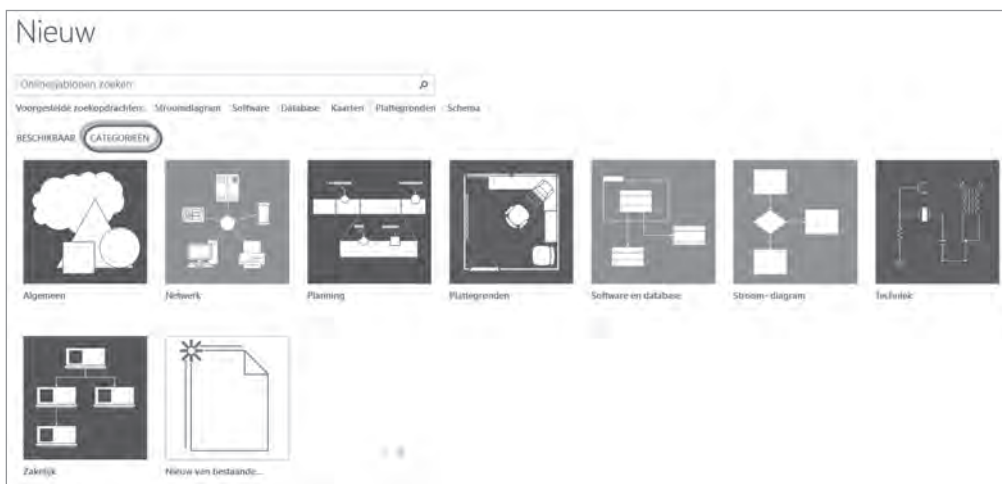 Nieuw
Onlinesjablonen zoeken
Voorgestelde zoekopdrachten: Stroomdiagram Software Database Kaarten Plattegronden Schema
BESCHIKBAAR CATEGORIEËN
Algemeen Netwerk Planning Plattegronden Software en database Stroom- diagram Techniek
Zakelijk Nieuw van bestaande...